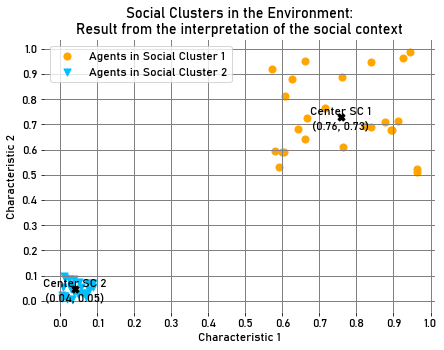 Social Clusters in the Environment:
Result from the interpretation of the social context
Agents in Social Cluster 1
Agents in Social Cluster 2
Center SC 1
(0.76, 0.73)
Center SC 2
(0.04, 0.05)
Characteristic 2
1.0
0.9
0.8
0.7
0.6
0.5
0.4
0.3
0.2
0.1
0.0
0.0 0.1 0.2 0.3 0.4 0.5 0.6 0.7 0.8 0.9 1.0
Characteristic 1